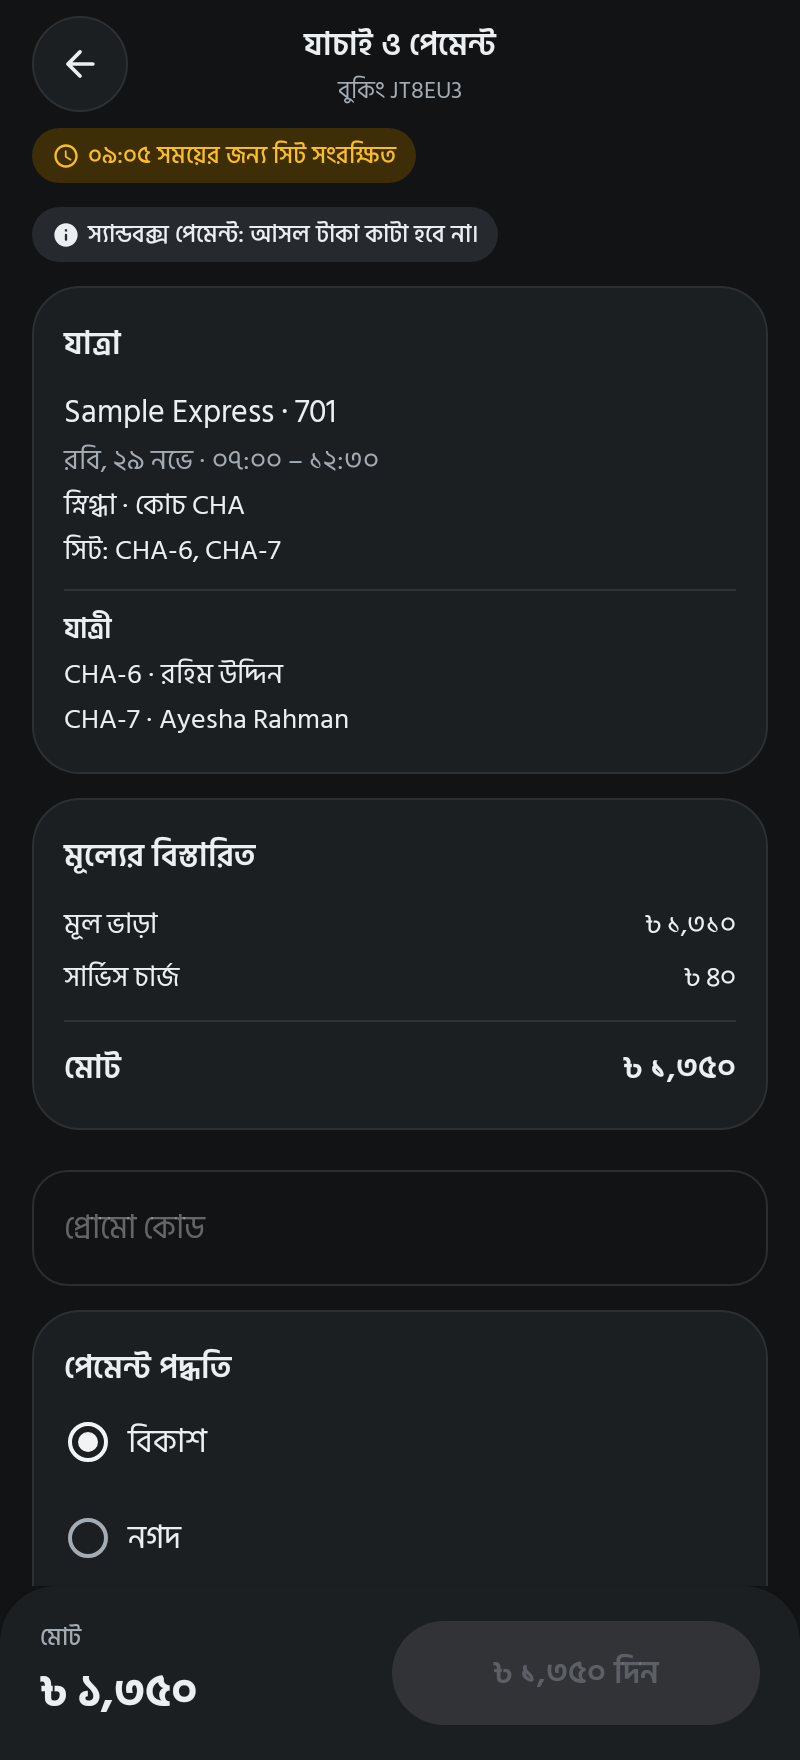 যাচাই ও পেমেন্ট
বুকিং JT8EU3
০৯:০৫ সময়ের জন্য সিট সংরক্ষিত
স্যান্ডবক্স পেমেন্ট: আসল টাকা কাটা হবে না।
যাত্রা
Sample Express · 701
রবি, ২৯ নভে · ০৭:০০ – ১২:৩০
স্নিগ্ধা · কোচ CHA
সিট: CHA-6, CHA-7
যাত্রী
CHA-6 · রহিম উদ্দিন
CHA-7 · Ayesha Rahman
মূল্যের বিস্তারিত
মূল ভাড়া ৳ ১,৩১০
সার্ভিস চার্জ ৳ ৪০
মোট ৳ ১,৩৫০
প্রোমো কোড
পেমেন্ট পদ্ধতি
বিকাশ
নগদ
মোট
৳ ১,৩৫০
৳ ১,৩৫০ দিন